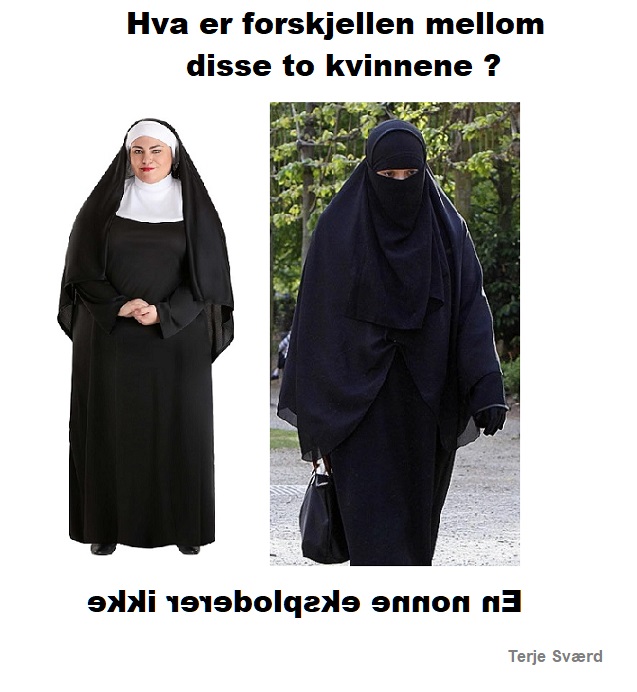 Hva er forskjellen mellom
disse to kvinnene ?
En nonne eksploderer ikke
Terje Sværd